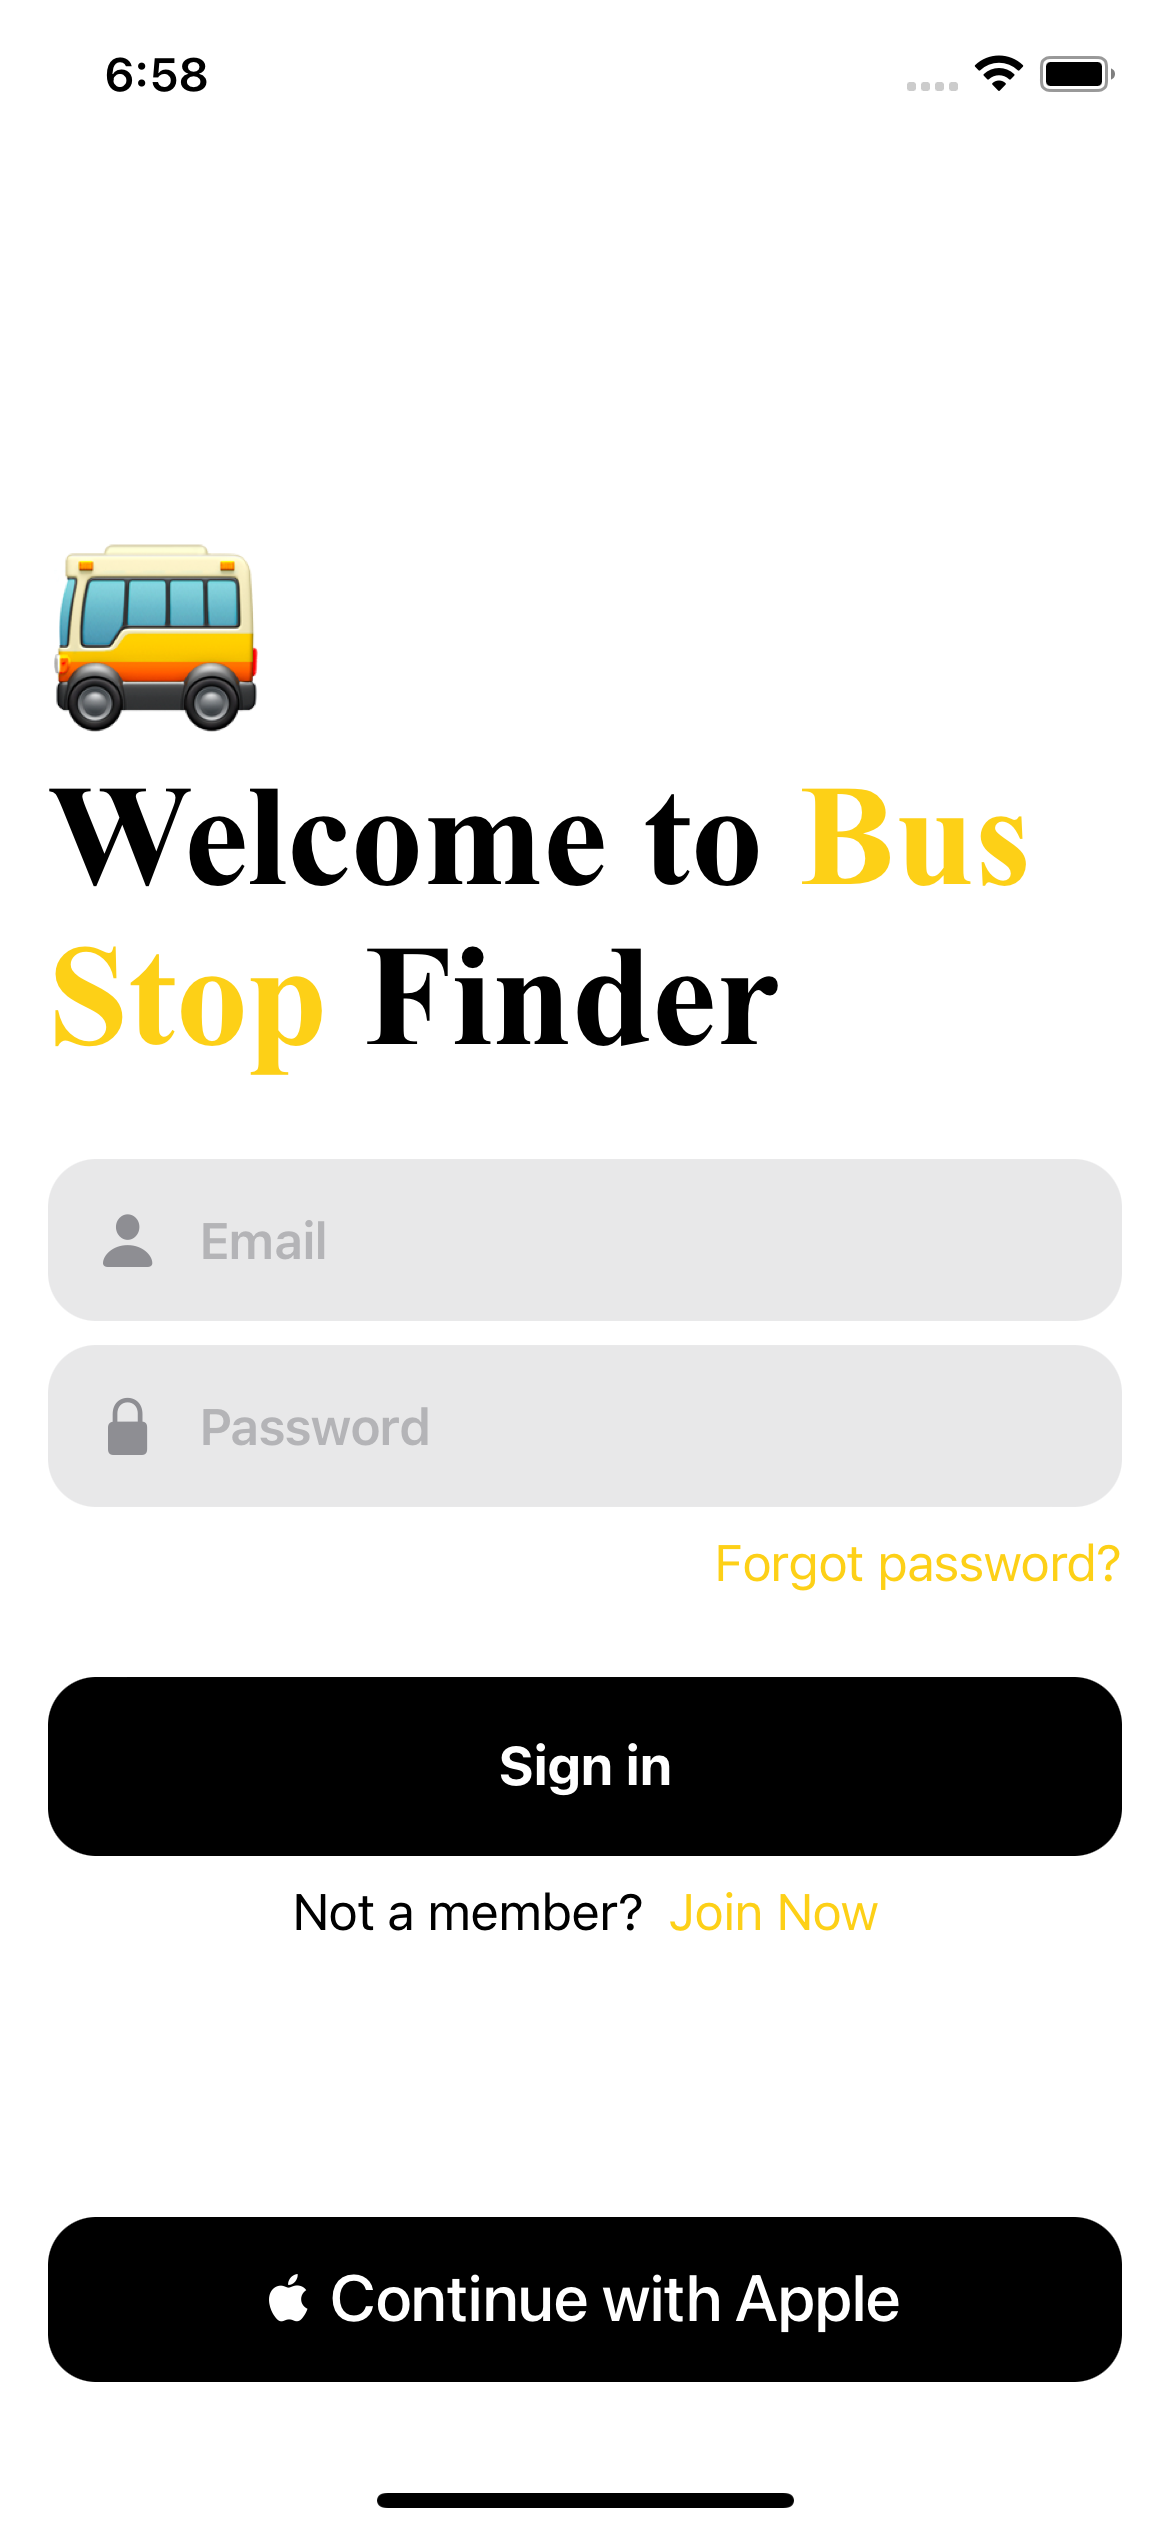 6:58
Welcome to Bus
Stop Finder
Email
Password
Forgot password?
Sign in
Not a member? Join Now
Continue with Apple